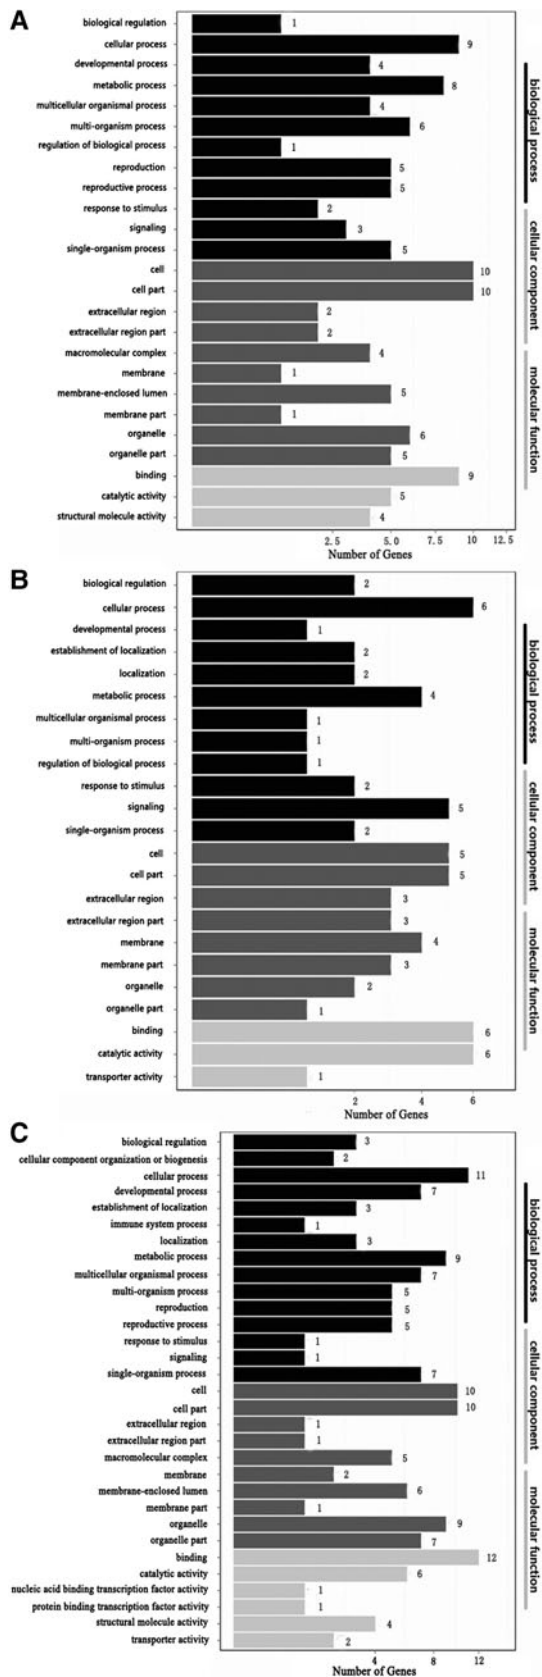 A
biological regulation 1
cellular process 9
developmental process 4
metabolic process 8
multicellular organismal process 4
multi-organism process 6
regulation of biological process 1
reproduction 5
reproductive process 5
response to stimulus 2
signaling 3
single-organism process 5
cell 10
cell part 10
extracellular region 2
extracellular region part 2
macromolecular complex 4
membrane 1
membrane-enclosed lumen 5
membrane part 1
organelle 6
organelle part 5
binding 9
catalytic activity 5
structural molecule activity 4
2.5 5.0 7.5 10 12.5
Number of Genes
biological process
cellular component
molecular function
B
biological regulation 2
cellular process 6
developmental process 1
establishment of localization 2
localization 2
metabolic process 4
multicellular organismal process 1
multi-organism process 1
regulation of biological process 1
response to stimulus 2
signaling 5
single-organism process 2
cell 5
cell part 5
extracellular region 3
extracellular region part 3
membrane 4
membrane part 3
organelle 2
organelle part 1
binding 6
catalytic activity 6
transporter activity 1
2 4 6
Number of Genes
biological process
cellular component
molecular function
C
biological regulation 3
cellular component organization or biogenesis 2
cellular process 11
developmental process 7
establishment of localization 3
immune system process 1
localization 3
metabolic process 9
multicellular organismal process 7
multi-organism process 5
reproduction 5
reproductive process 5
response to stimulus 1
signaling 1
single-organism process 7
cell 10
cell part 10
extracellular region 1
extracellular region part 1
macromolecular complex 5
membrane 2
membrane-enclosed lumen 6
membrane part 1
organelle 9
organelle part 7
binding 12
catalytic activity 6
nucleic acid binding transcription factor activity 1
protein binding transcription factor activity 1
structural molecule activity 4
transporter activity 2
4 8 12
Number of Genes
biological process
cellular component
molecular function